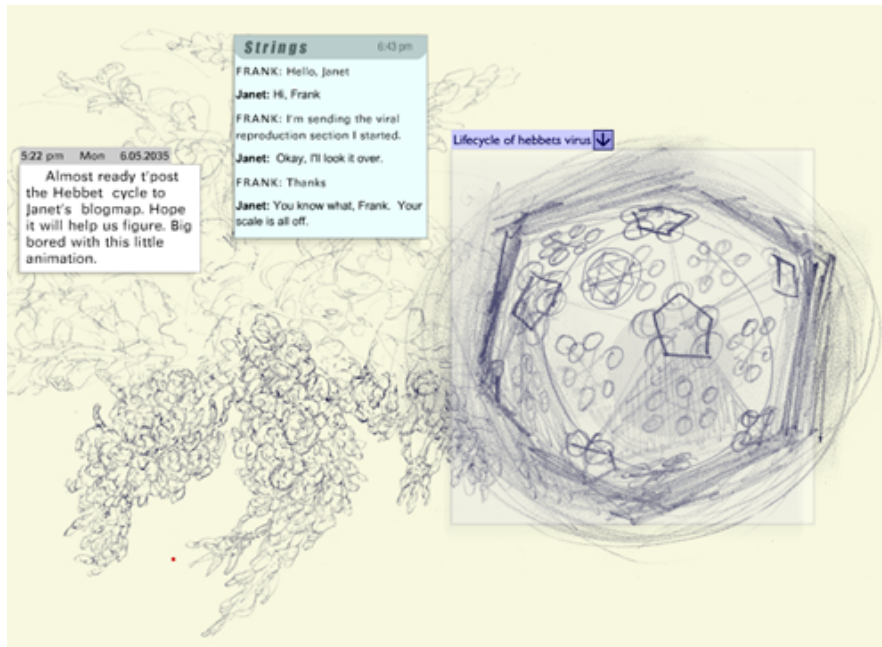 Strings 6:43 pm
FRANK: Hello, Janet
Janet: Hi, Frank
FRANK: I'm sending the viral
reproduction section I started.
Janet: Okay, I'll look it over.
FRANK: Thanks
Janet: You know what, Frank. Your
scale is all off.
Lifecycle of hebbets virus
5:22 pm Mon 6.05.2035
Almost ready t'post
the Hebbet cycle to
Janet's blogmap. Hope
it will help us figure. Big
bored with this little
animation.